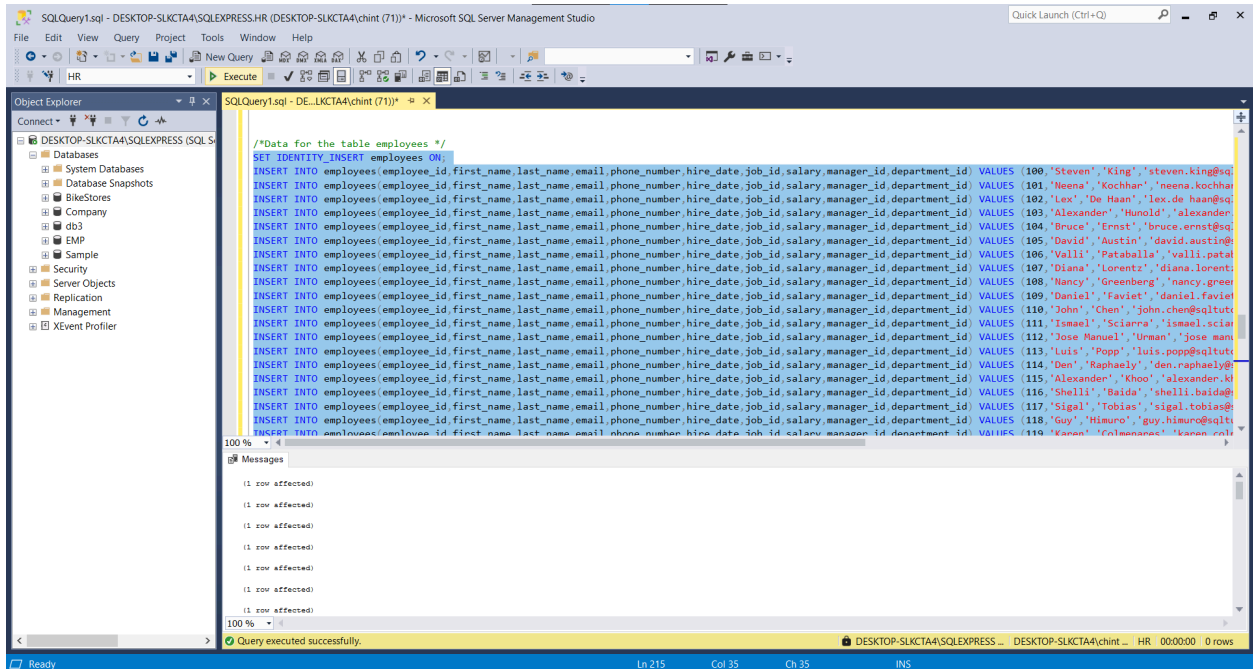 SQLQuery1.sql - DESKTOP-SLKCTA4\SQLEXPRESS.HR (DESKTOP-SLKCTA4\chint (71))* - Microsoft SQL Server Management Studio
Quick Launch (Ctrl+Q)
File Edit View Query Project Tools Window Help
New Query
HR Execute
Object Explorer
SQLQuery1.sql - DE...LKCTA4\chint (71))*
Connect
DESKTOP-SLKCTA4\SQLEXPRESS (SQL S
Databases
System Databases
Database Snapshots
BikeStores
Company
db3
EMP
Sample
Security
Server Objects
Replication
Management
XEvent Profiler
/*Data for the table employees */
SET IDENTITY_INSERT employees ON;
INSERT INTO employees(employee_id,first_name,last_name,email,phone_number,hire_date,job_id,salary,manager_id,department_id) VALUES (100,'Steven','King','steven.king@sq
INSERT INTO employees(employee_id,first_name,last_name,email,phone_number,hire_date,job_id,salary,manager_id,department_id) VALUES (101,'Neena','Kochhar','neena.kochha
INSERT INTO employees(employee_id,first_name,last_name,email,phone_number,hire_date,job_id,salary,manager_id,department_id) VALUES (102,'Lex','De Haan','lex.de haan@sq
INSERT INTO employees(employee_id,first_name,last_name,email,phone_number,hire_date,job_id,salary,manager_id,department_id) VALUES (103,'Alexander','Hunold','alexander.
INSERT INTO employees(employee_id,first_name,last_name,email,phone_number,hire_date,job_id,salary,manager_id,department_id) VALUES (104,'Bruce','Ernst','bruce.ernst@sq
INSERT INTO employees(employee_id,first_name,last_name,email,phone_number,hire_date,job_id,salary,manager_id,department_id) VALUES (105,'David','Austin','david.austin@
INSERT INTO employees(employee_id,first_name,last_name,email,phone_number,hire_date,job_id,salary,manager_id,department_id) VALUES (106,'Valli','Pataballa','valli.patab
INSERT INTO employees(employee_id,first_name,last_name,email,phone_number,hire_date,job_id,salary,manager_id,department_id) VALUES (107,'Diana','Lorentz','diana.lorent
INSERT INTO employees(employee_id,first_name,last_name,email,phone_number,hire_date,job_id,salary,manager_id,department_id) VALUES (108,'Nancy','Greenberg','nancy.green
INSERT INTO employees(employee_id,first_name,last_name,email,phone_number,hire_date,job_id,salary,manager_id,department_id) VALUES (109,'Daniel','Faviet','daniel.faviet
INSERT INTO employees(employee_id,first_name,last_name,email,phone_number,hire_date,job_id,salary,manager_id,department_id) VALUES (110,'John','Chen','john.chen@sqltuto
INSERT INTO employees(employee_id,first_name,last_name,email,phone_number,hire_date,job_id,salary,manager_id,department_id) VALUES (111,'Ismael','Sciarra','ismael.sciar
INSERT INTO employees(employee_id,first_name,last_name,email,phone_number,hire_date,job_id,salary,manager_id,department_id) VALUES (112,'Jose Manuel','Urman','jose manu
INSERT INTO employees(employee_id,first_name,last_name,email,phone_number,hire_date,job_id,salary,manager_id,department_id) VALUES (113,'Luis','Popp','luis.popp@sqltuto
INSERT INTO employees(employee_id,first_name,last_name,email,phone_number,hire_date,job_id,salary,manager_id,department_id) VALUES (114,'Den','Raphaely','den.raphaely@
INSERT INTO employees(employee_id,first_name,last_name,email,phone_number,hire_date,job_id,salary,manager_id,department_id) VALUES (115,'Alexander','Khoo','alexander.kh
INSERT INTO employees(employee_id,first_name,last_name,email,phone_number,hire_date,job_id,salary,manager_id,department_id) VALUES (116,'Shelli','Baida','shelli.baida@
INSERT INTO employees(employee_id,first_name,last_name,email,phone_number,hire_date,job_id,salary,manager_id,department_id) VALUES (117,'Sigal','Tobias','sigal.tobias@
INSERT INTO employees(employee_id,first_name,last_name,email,phone_number,hire_date,job_id,salary,manager_id,department_id) VALUES (118,'Guy','Himuro','guy.himuro@sqltu
INSERT INTO employees(employee_id,first_name,last_name,email,phone_number,hire_date,job_id,salary,manager_id,department_id) VALUES (119,'Karen','Colmenares','karen.colm
100 %
Messages
(1 row affected)
(1 row affected)
(1 row affected)
(1 row affected)
(1 row affected)
(1 row affected)
(1 row affected)
100 %
Query executed successfully.
DESKTOP-SLKCTA4\SQLEXPRESS ... DESKTOP-SLKCTA4\chint ... HR 00:00:00 0 rows
Ready Ln 215 Col 35 Ch 35 INS